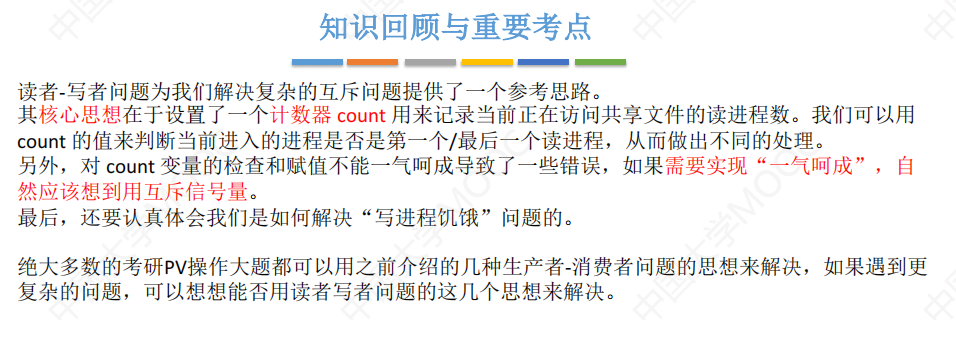 知识回顾与重要考点
读者-写者问题为我们解决复杂的互斥问题提供了一个参考思路。
其核心思想在于设置了一个计数器 count 用来记录当前正在访问共享文件的读进程数。我们可以用
count 的值来判断当前进入的进程是否是第一个/最后一个读进程，从而做出不同的处理。
另外，对 count 变量的检查和赋值不能一气呵成导致了一些错误，如果需要实现“一气呵成”，自
然应该想到用互斥信号量。
最后，还要认真体会我们是如何解决“写进程饥饿”问题的。
绝大多数的考研PV操作大题都可以用之前介绍的几种生产者-消费者问题的思想来解决，如果遇到更
复杂的问题，可以想想能否用读者写者问题的这几个思想来解决。
中国大学MOOC